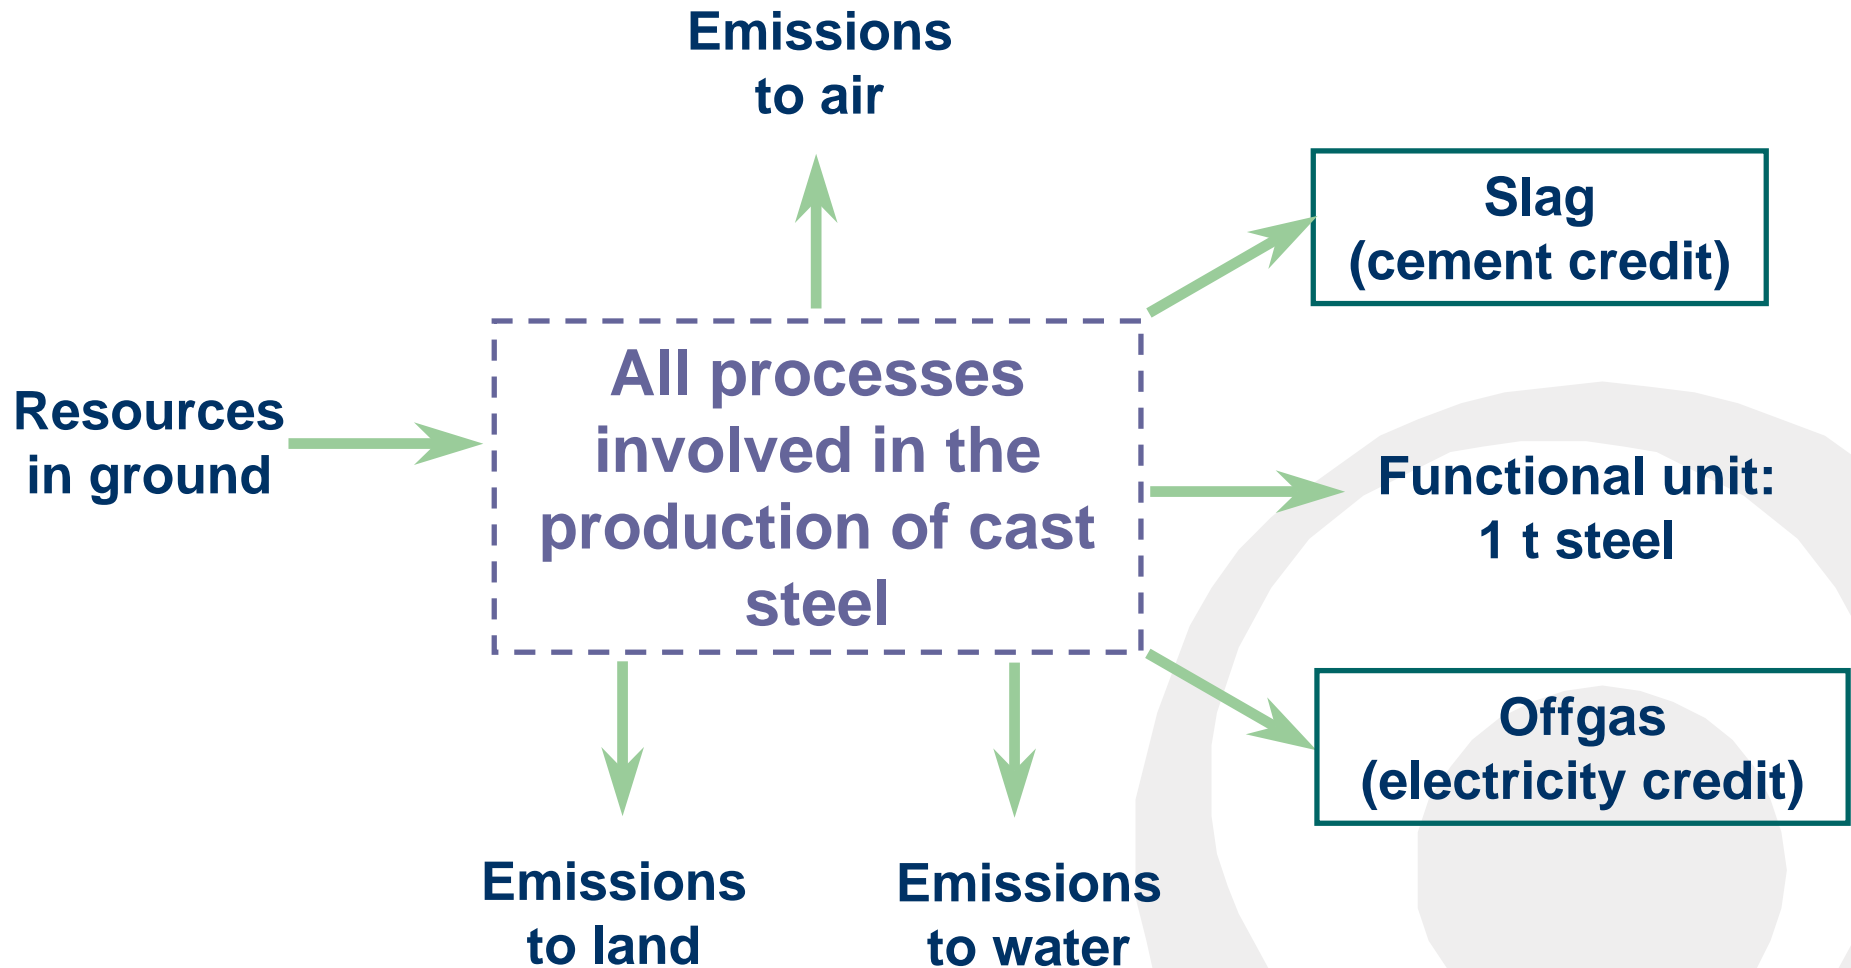 Emissions
to air
Slag
(cement credit)
All processes
involved in the
production of cast
steel
Resources
in ground
Functional unit:
1 t steel
Offgas
(electricity credit)
Emissions
to land
Emissions
to water